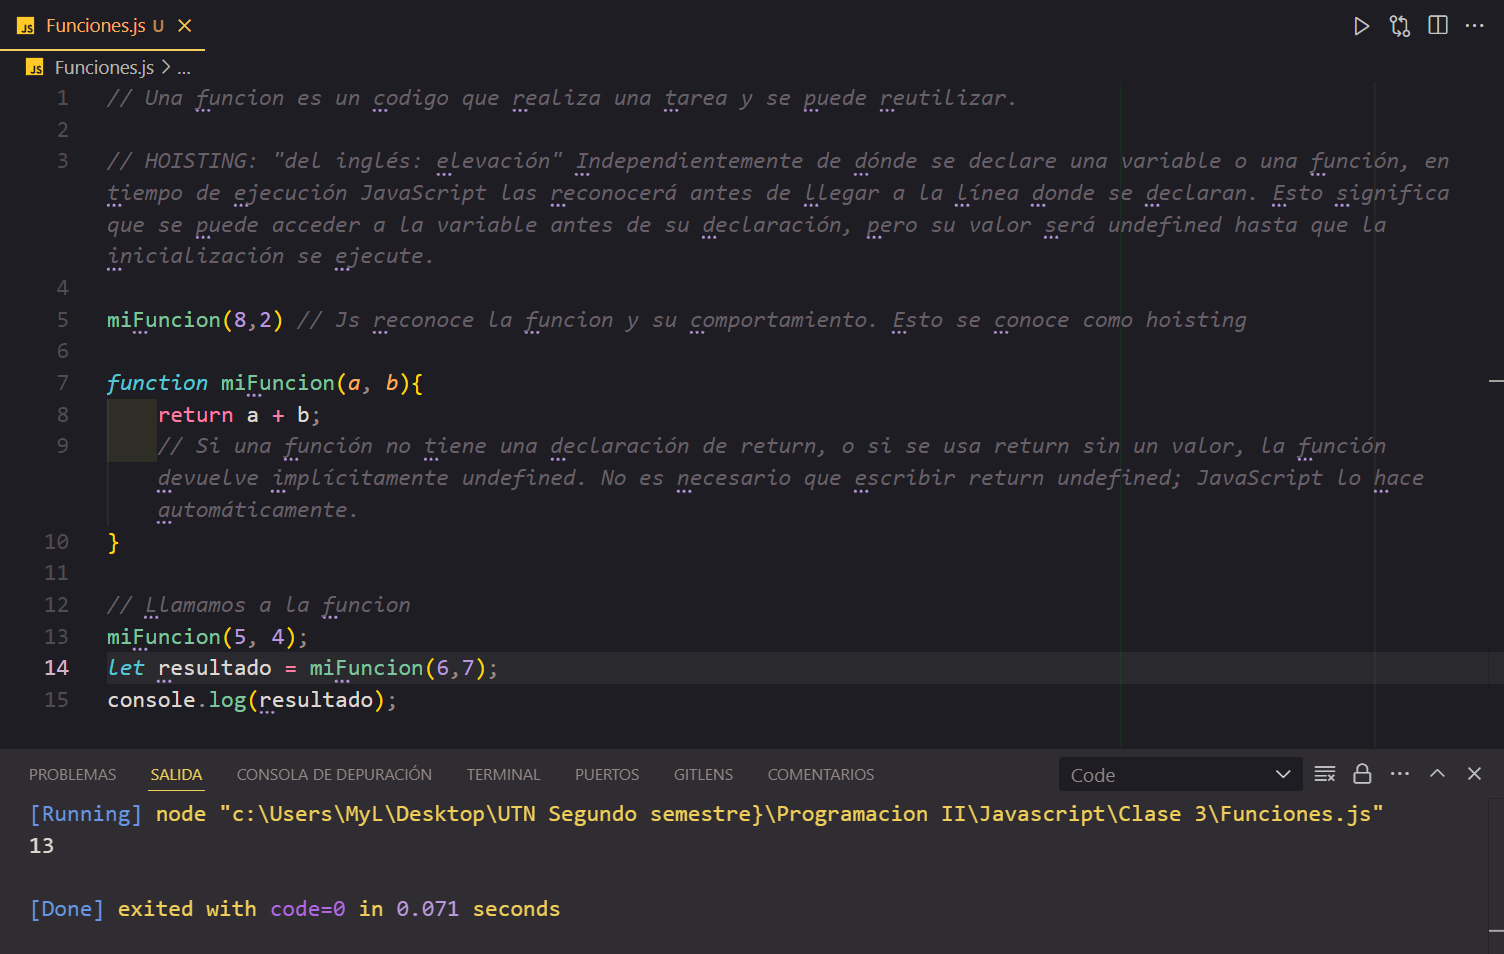 JS Funciones.js U
JS Funciones.js > ...
1 // Una funcion es un codigo que realiza una tarea y se puede reutilizar.
2
3 // HOISTING: "del inglés: elevación" Independientemente de dónde se declare una variable o una función, en
tiempo de ejecución JavaScript las reconocerá antes de llegar a la línea donde se declaran. Esto significa
que se puede acceder a la variable antes de su declaración, pero su valor será undefined hasta que la
inicialización se ejecute.
4
5 miFuncion(8,2) // Js reconoce la funcion y su comportamiento. Esto se conoce como hoisting
6
7 function miFuncion(a, b){
8 return a + b;
9 // Si una función no tiene una declaración de return, o si se usa return sin un valor, la función
devuelve implícitamente undefined. No es necesario que escribir return undefined; JavaScript lo hace
automáticamente.
10 }
11
12 // Llamamos a la funcion
13 miFuncion(5, 4);
14 let resultado = miFuncion(6,7);
15 console.log(resultado);
PROBLEMAS SALIDA CONSOLA DE DEPURACIÓN TERMINAL PUERTOS GITLENS COMENTARIOS Code
[Running] node "c:\Users\MyL\Desktop\UTN Segundo semestre}\Programacion II\Javascript\Clase 3\Funciones.js"
13
[Done] exited with code=0 in 0.071 seconds